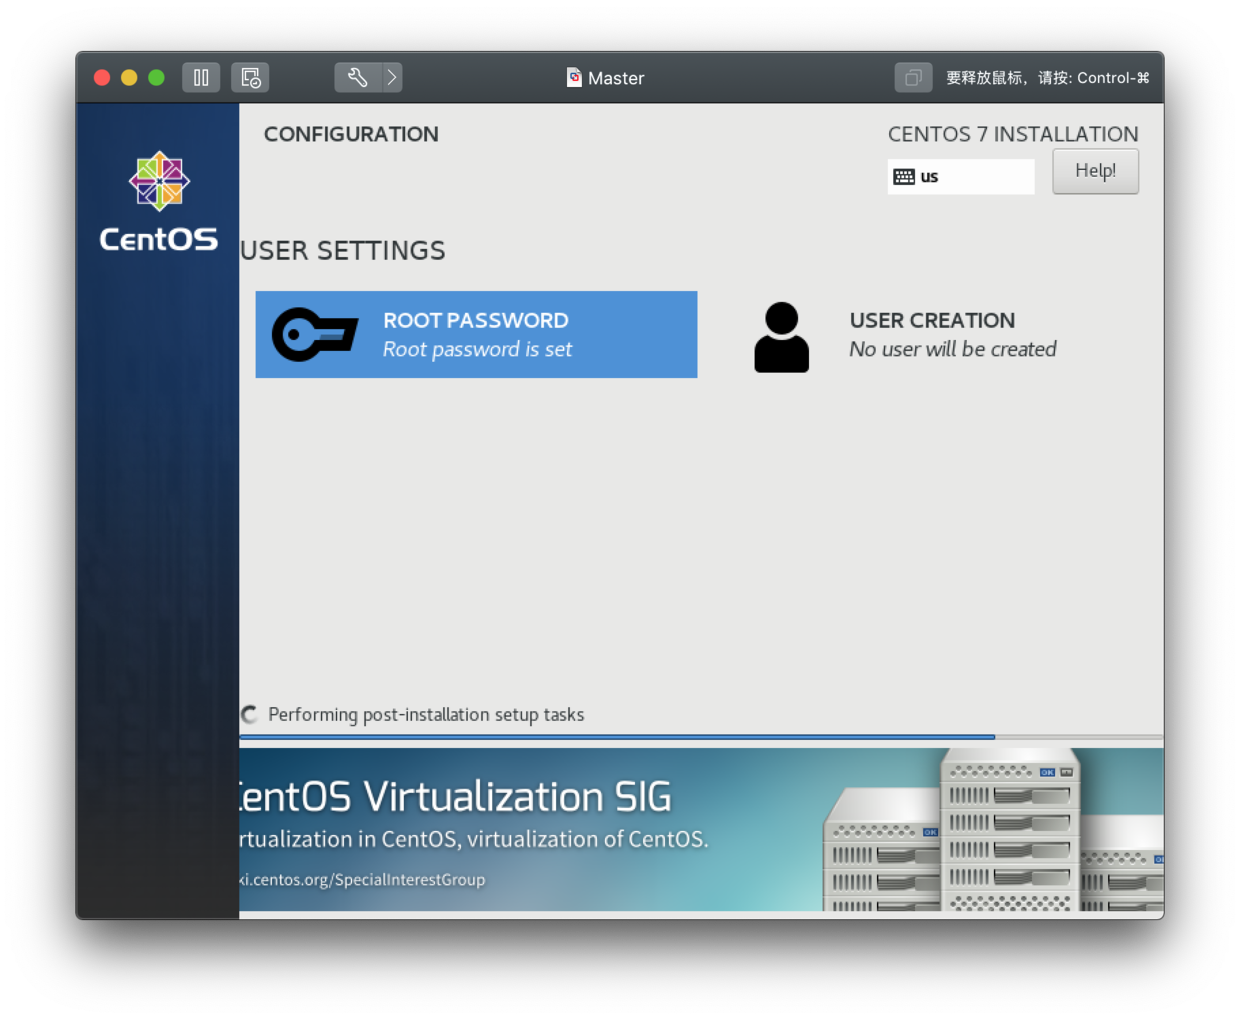 Master
要释放鼠标，请按: Control-⌘
CentOS
CONFIGURATION
CENTOS 7 INSTALLATION
us
Help!
USER SETTINGS
ROOT PASSWORD
Root password is set
USER CREATION
No user will be created
Performing post-installation setup tasks
CentOS Virtualization SIG
rtualization in CentOS, virtualization of CentOS.
ki.centos.org/SpecialInterestGroup